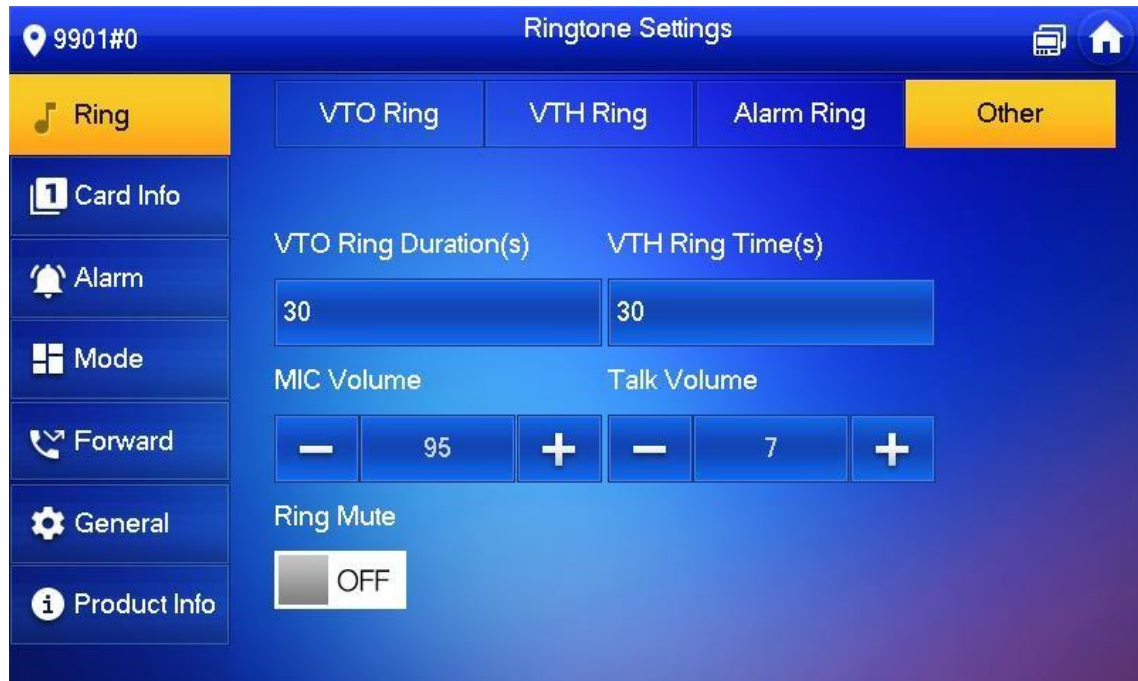 9901#0
Ringtone Settings
Ring
VTO Ring
VTH Ring
Alarm Ring
Other
Card Info
Alarm
Mode
Forward
General
Product Info
VTO Ring Duration(s)
VTH Ring Time(s)
30
30
MIC Volume
Talk Volume
95
7
Ring Mute
OFF